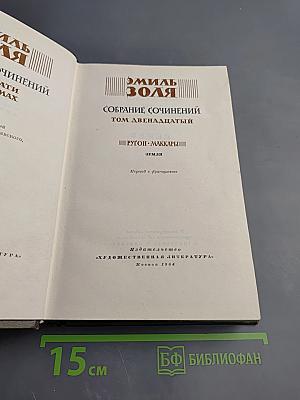 ЭМИЛЬ
ЗОЛЯ
СОБРАНИЕ СОЧИНЕНИЙ
ТОМ ДВЕНАДЦАТЫЙ
РУГОН-МАККАРЫ
ЗЕМЛЯ
Перевод с французского
Издательство
«ХУДОЖЕСТВЕННАЯ ЛИТЕРАТУРА»
Москва 1964
15 см
БФ БИБЛИОФАН